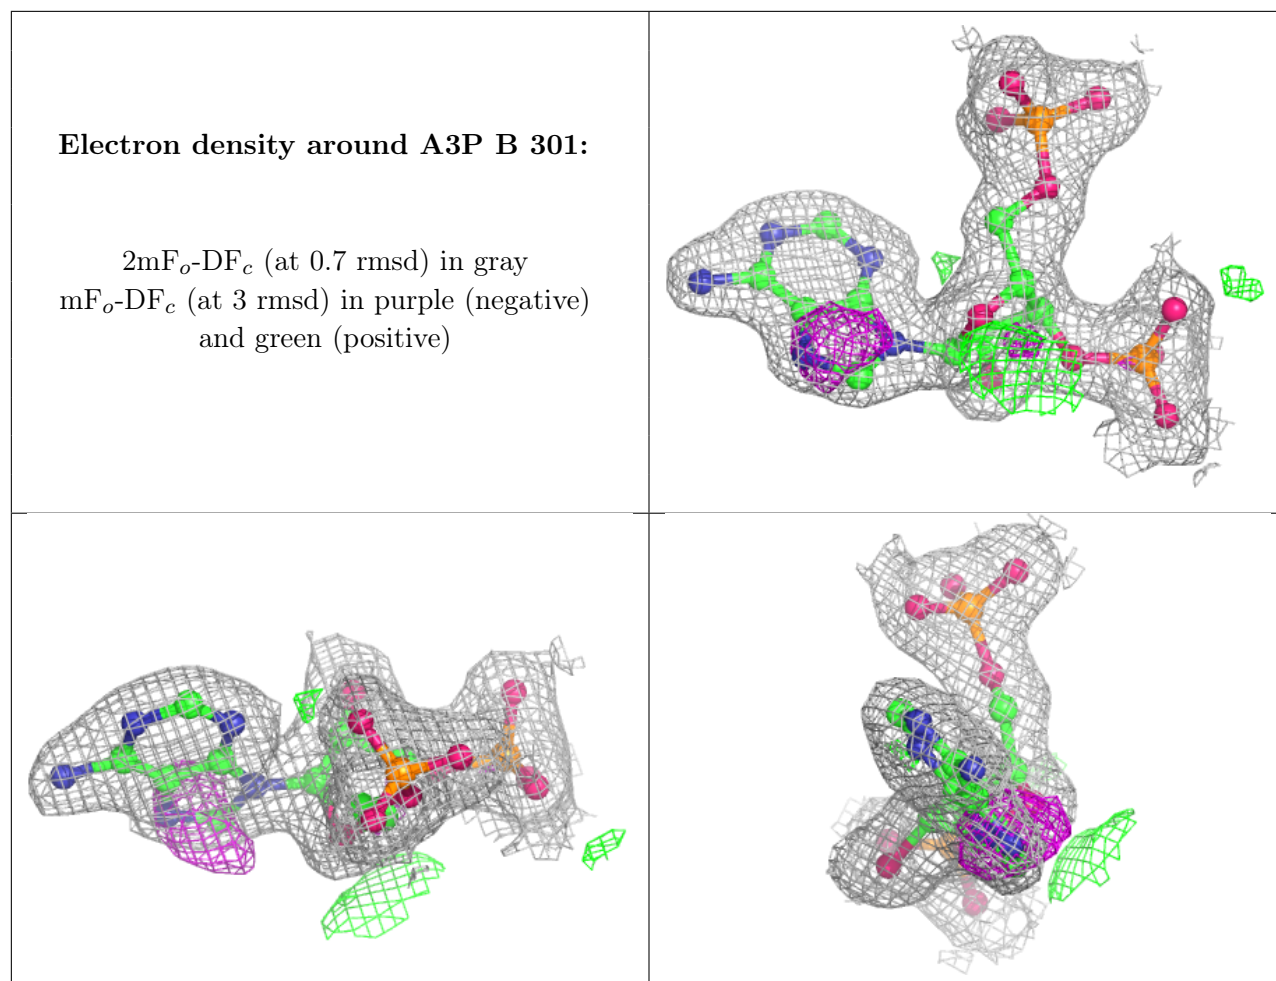 Electron density around A3P B 301:
2mFo-DFc (at 0.7 rmsd) in gray
mFo-DFc (at 3 rmsd) in purple (negative)
and green (positive)